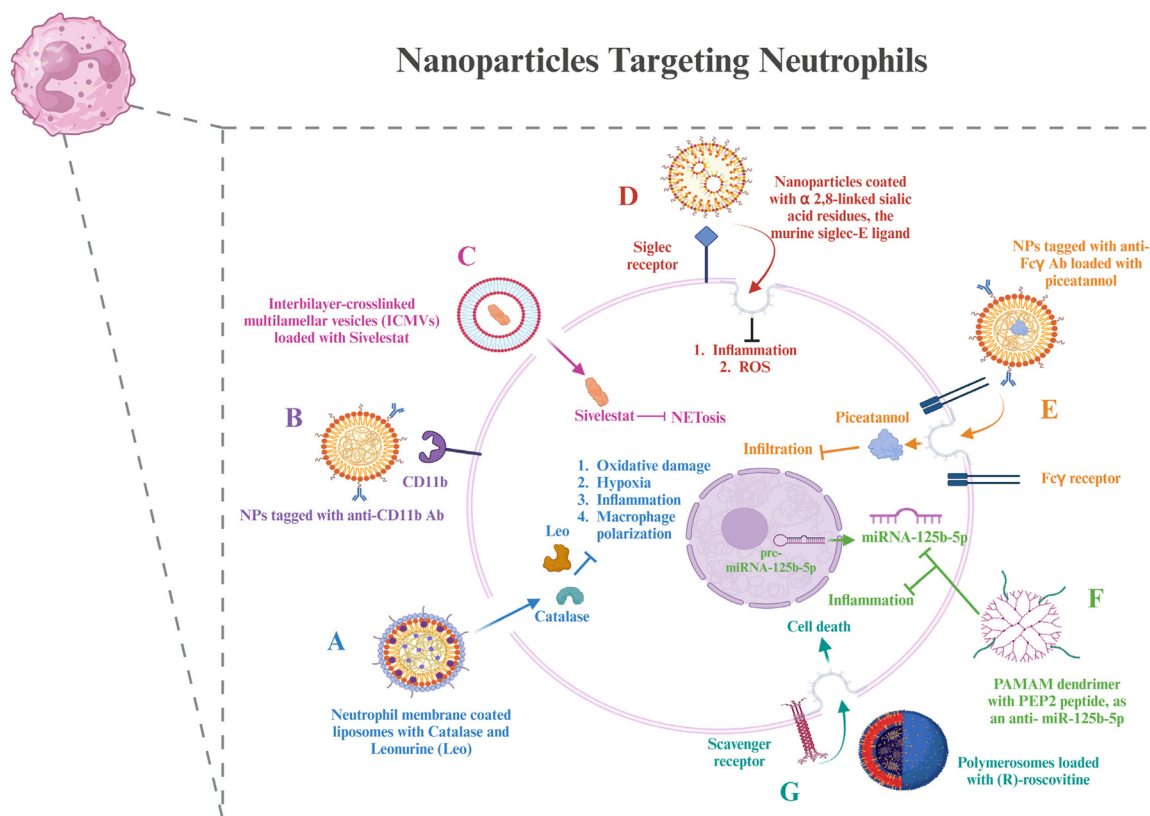 Nanoparticles Targeting Neutrophils
D
Nanoparticles coated
with α 2,8-linked sialic
acid residues, the
murine siglec-E ligand
Siglec
receptor
1. Inflammation
2. ROS
C
Interbilayer-crosslinked
multilamellar vesicles (ICMVs)
loaded with Sivelestat
Sivelestat
NETosis
NPs tagged with anti-
Fcγ Ab loaded with
piceatannol
E
Piceatannol
Infiltration
Fcγ receptor
B
CD11b
NPs tagged with anti-CD11b Ab
1. Oxidative damage
2. Hypoxia
3. Inflammation
4. Macrophage
polarization
Leo
Catalase
A
Neutrophil membrane coated
liposomes with Catalase and
Leonurine (Leo)
prc-
miRNA-125b-5p
miRNA-125b-5p
Inflammation
F
PAMAM dendrimer
with PEP2 peptide, as
an anti- miR-125b-5p
Cell death
Scavenger
receptor
G
Polymerosomes loaded
with (R)-roscovitine